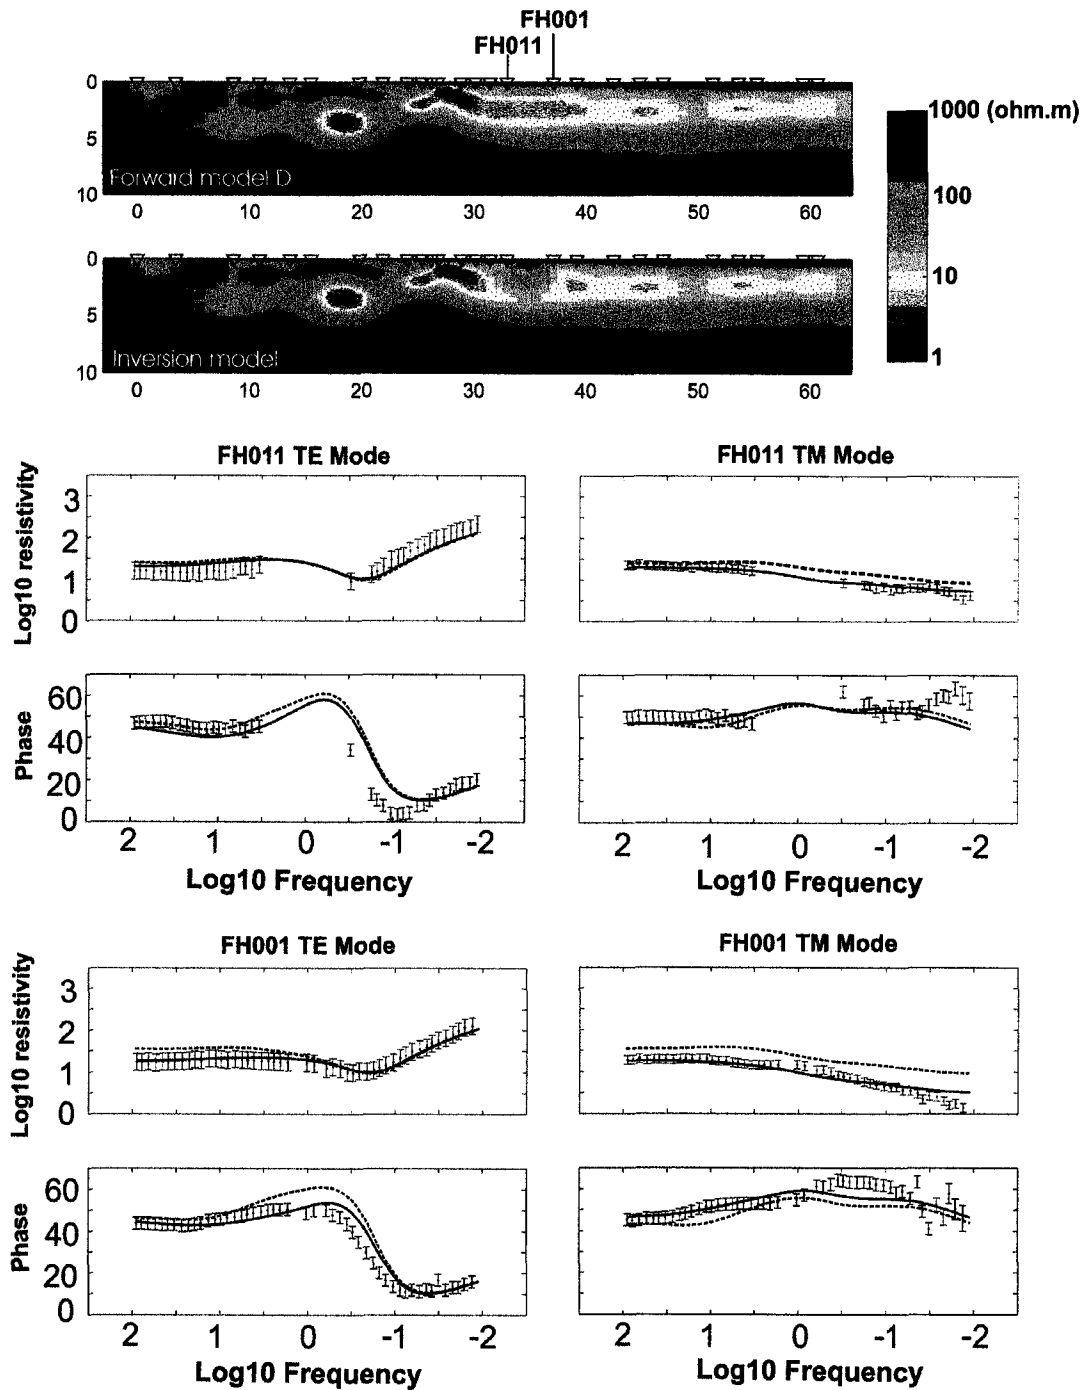 FH001
FH011
0
5
10
Forward model D
0 10 20 30 40 50 60
1000 (ohm.m)
100
10
1
0
5
10
Inversion model
0 10 20 30 40 50 60
FH011 TE Mode
FH011 TM Mode
Log10 resistivity
3
2
1
0
Phase
60
40
20
0
2 1 0 -1 -2
2 1 0 -1 -2
Log10 Frequency
Log10 Frequency
FH001 TE Mode
FH001 TM Mode
Log10 resistivity
3
2
1
0
Phase
60
40
20
0
2 1 0 -1 -2
2 1 0 -1 -2
Log10 Frequency
Log10 Frequency